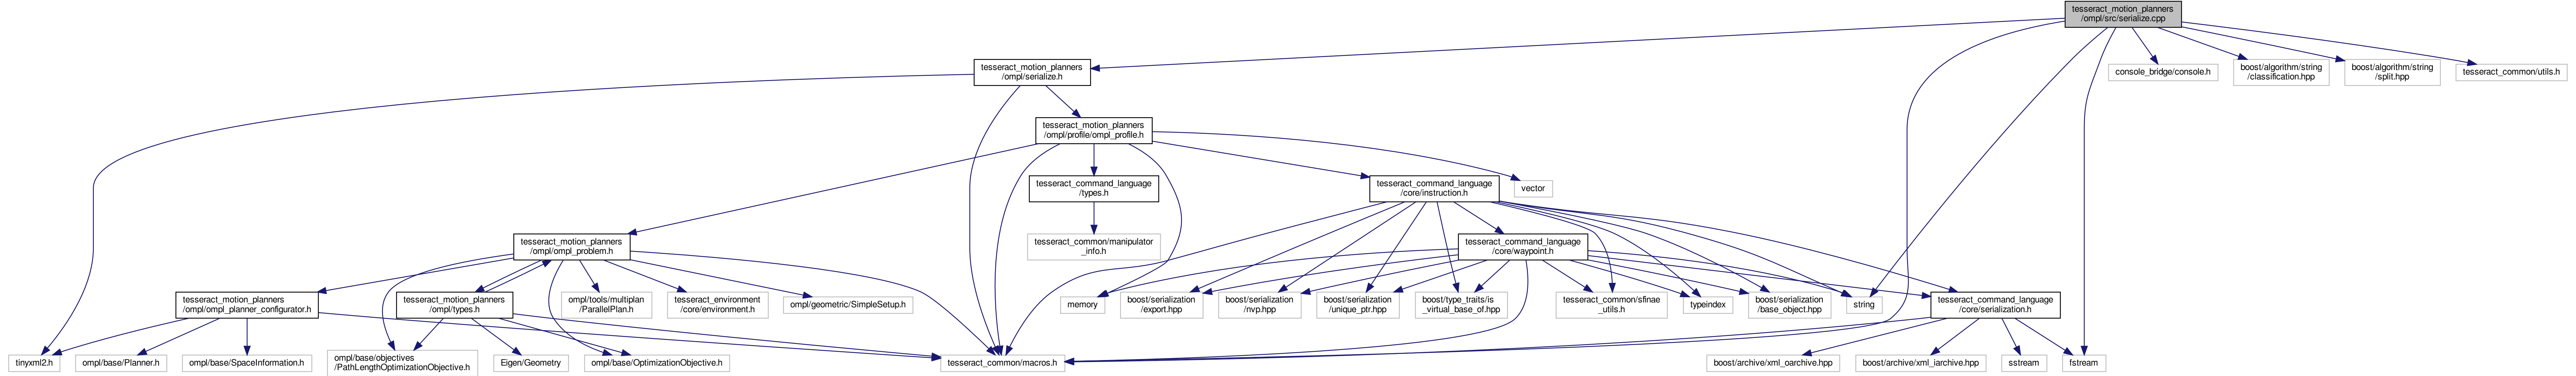 tesseract_motion_planners
/ompl/src/serialize.cpp
tesseract_motion_planners
/ompl/serialize.h
console_bridge/console.h
boost/algorithm/string
/classification.hpp
boost/algorithm/string
/split.hpp
tesseract_common/utils.h
tesseract_motion_planners
/ompl/profile/ompl_profile.h
tesseract_command_language
/types.h
tesseract_command_language
/core/instruction.h
vector
tesseract_motion_planners
/ompl/ompl_problem.h
tesseract_common/manipulator
_info.h
tesseract_command_language
/core/waypoint.h
tesseract_motion_planners
/ompl/ompl_planner_configurator.h
tesseract_motion_planners
/ompl/types.h
ompl/tools/multiplan
/ParallelPlan.h
tesseract_environment
/core/environment.h
ompl/geometric/SimpleSetup.h
memory
boost/serialization
/export.hpp
boost/serialization
/nvp.hpp
boost/serialization
/unique_ptr.hpp
boost/type_traits/is
_virtual_base_of.hpp
tesseract_common/sfinae
_utils.h
typeindex
boost/serialization
/base_object.hpp
string
tesseract_command_language
/core/serialization.h
tinyxml2.h
ompl/base/Planner.h
ompl/base/SpaceInformation.h
ompl/base/objectives
/PathLengthOptimizationObjective.h
Eigen/Geometry
ompl/base/OptimizationObjective.h
tesseract_common/macros.h
boost/archive/xml_oarchive.hpp
boost/archive/xml_iarchive.hpp
sstream
fstream